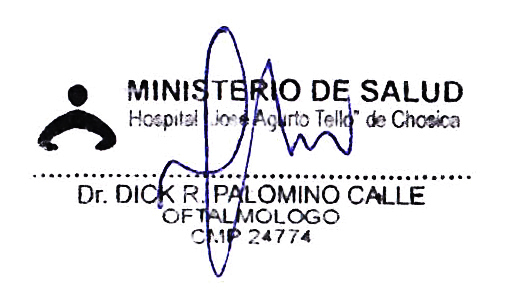 MINISTERIO DE SALUD
Hospital "José Agurto Tello" de Chosica
Dr. DICK R. PALOMINO CALLE
OFTALMOLOGO
CMP 24774